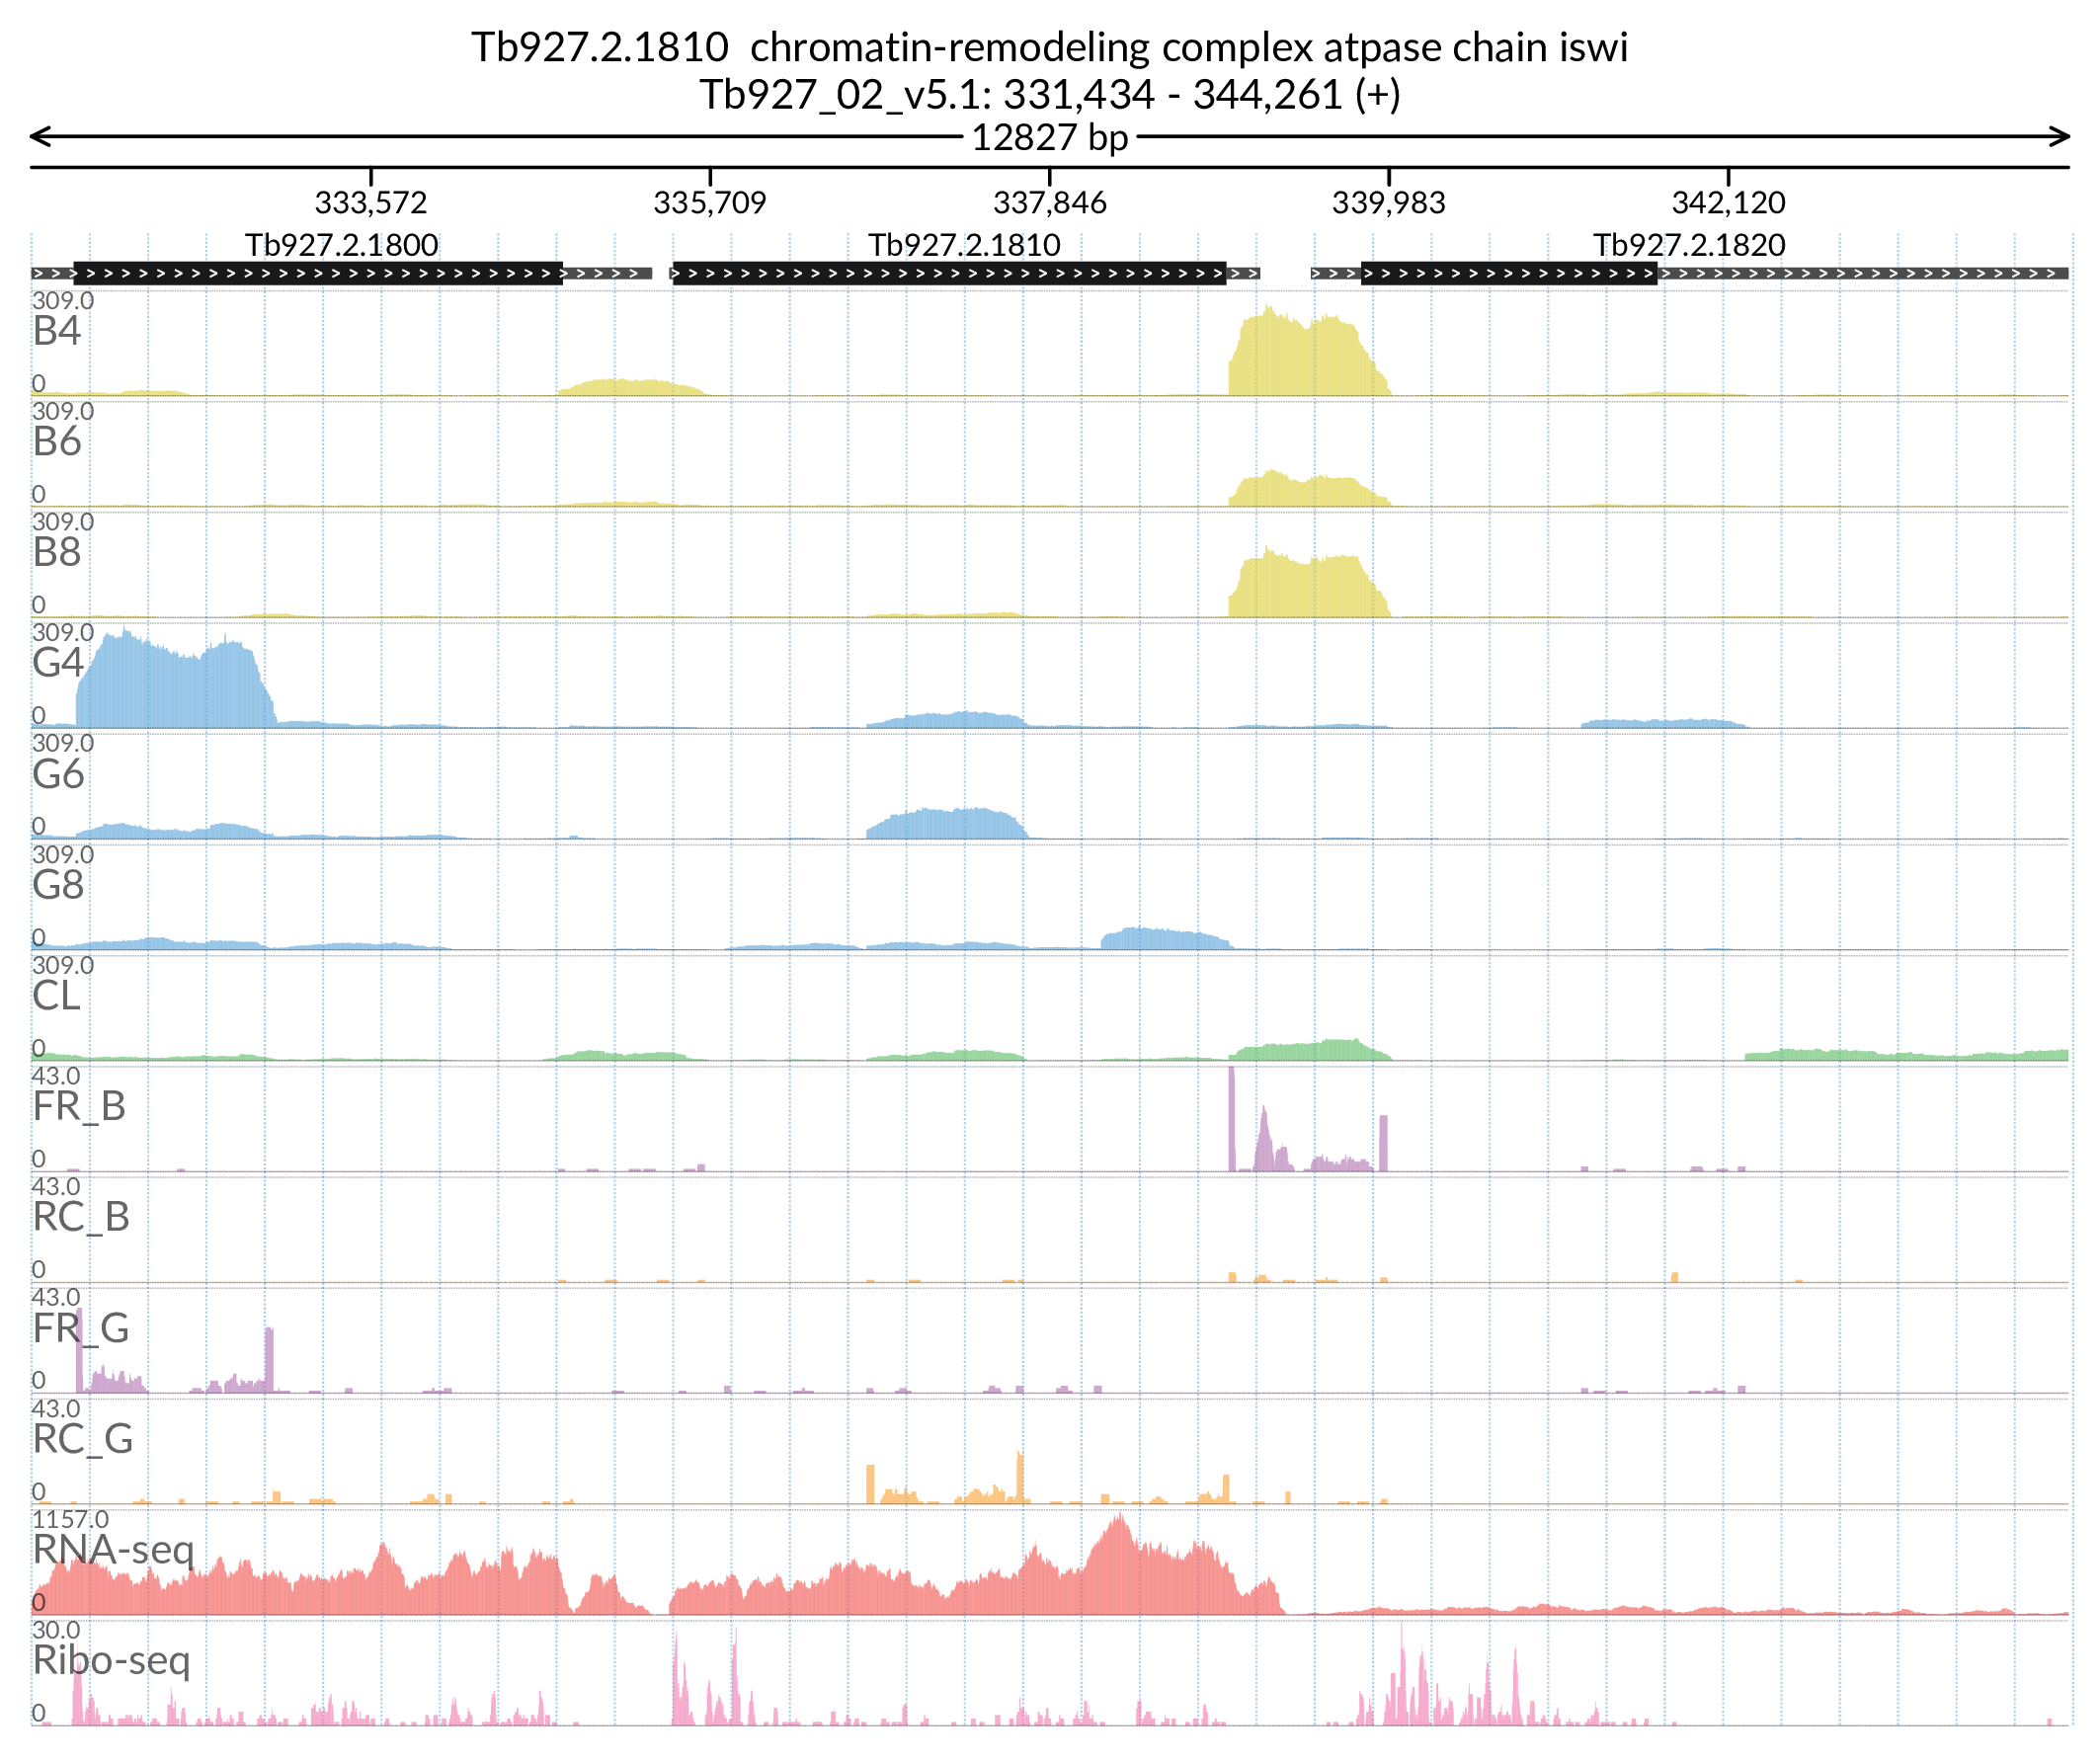 Tb927.2.1810  chromatin-remodeling complex atpase chain iswi
Tb927_02_v5.1: 331,434 - 344,261 (+)
12827 bp
333,572 335,709 337,846 339,983 342,120
Tb927.2.1800 Tb927.2.1810 Tb927.2.1820
309.0
B4
0
309.0
B6
0
309.0
B8
0
309.0
G4
0
309.0
G6
0
309.0
G8
0
309.0
CL
0
43.0
FR_B
0
43.0
RC_B
0
43.0
FR_G
0
43.0
RC_G
0
1157.0
RNA-seq
0
30.0
Ribo-seq
0